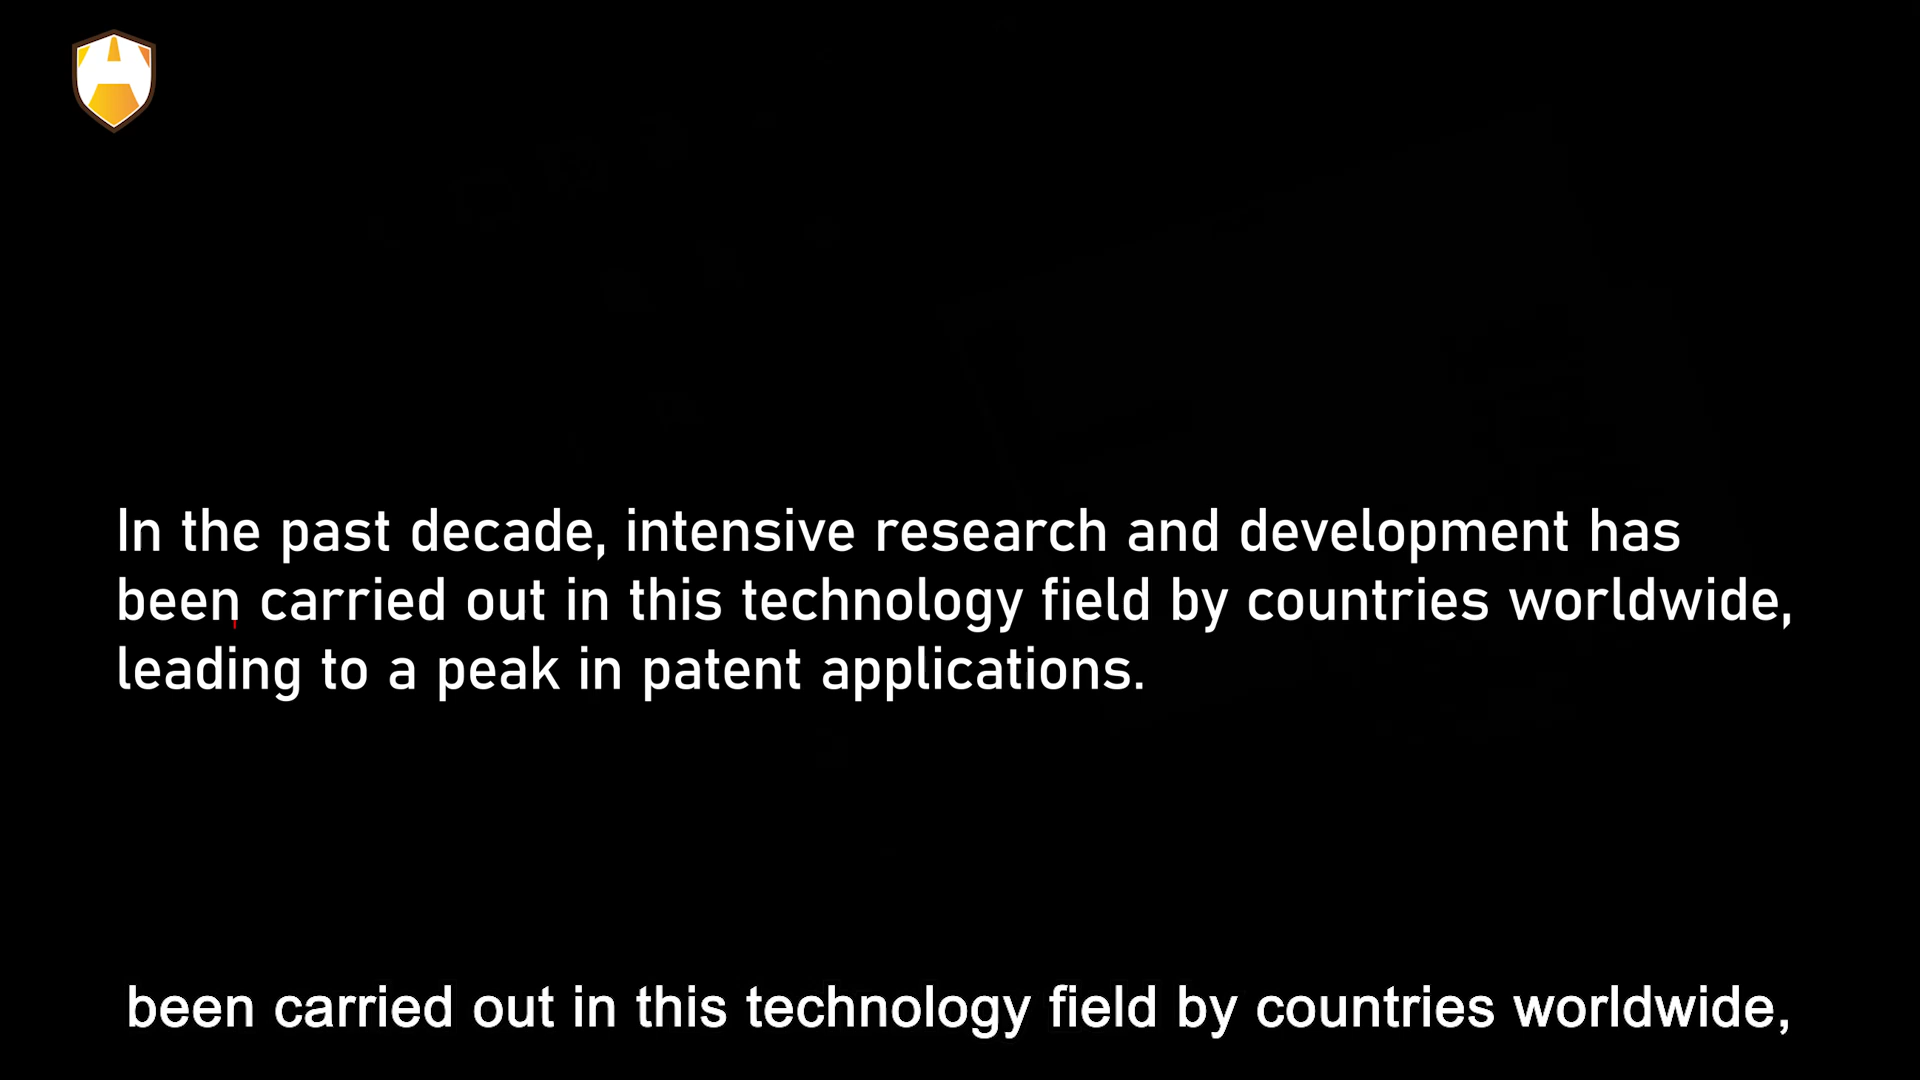 In the past decade, intensive research and development has
been carried out in this technology field by countries worldwide,
leading to a peak in patent applications.
been carried out in this technology field by countries worldwide,